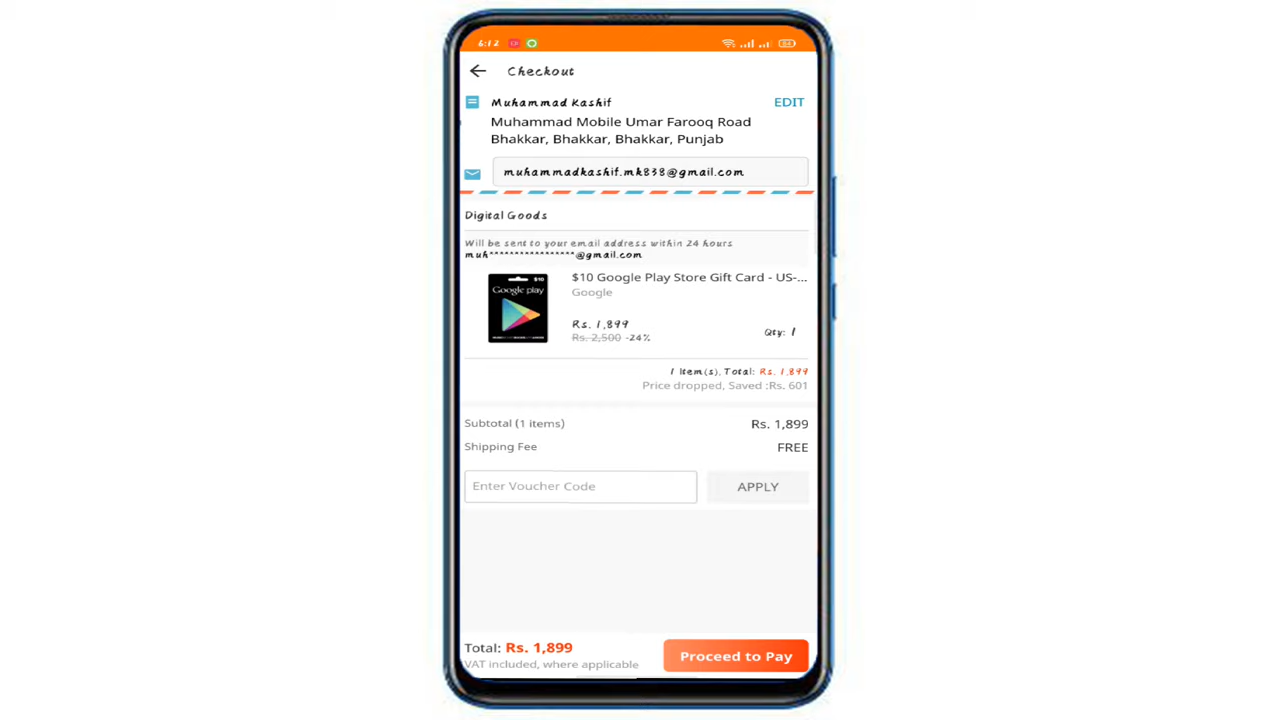 6:12
84
Checkout
Muhammad Kashif
EDIT
Muhammad Mobile Umar Farooq Road
Bhakkar, Bhakkar, Bhakkar, Punjab
muhammadkashif.mk838@gmail.com
Digital Goods
Will be sent to your email address within 24 hours
muh*****************@gmail.com
$10 Google Play Store Gift Card - US-...
Google
$10
Google play
Rs. 1,899
Rs. 2,500 -24%
Qty: 1
1 Item(s), Total: Rs. 1,899
Price dropped, Saved :Rs. 601
Subtotal (1 items) Rs. 1,899
Shipping Fee FREE
Enter Voucher Code
APPLY
Total: Rs. 1,899
VAT included, where applicable
Proceed to Pay